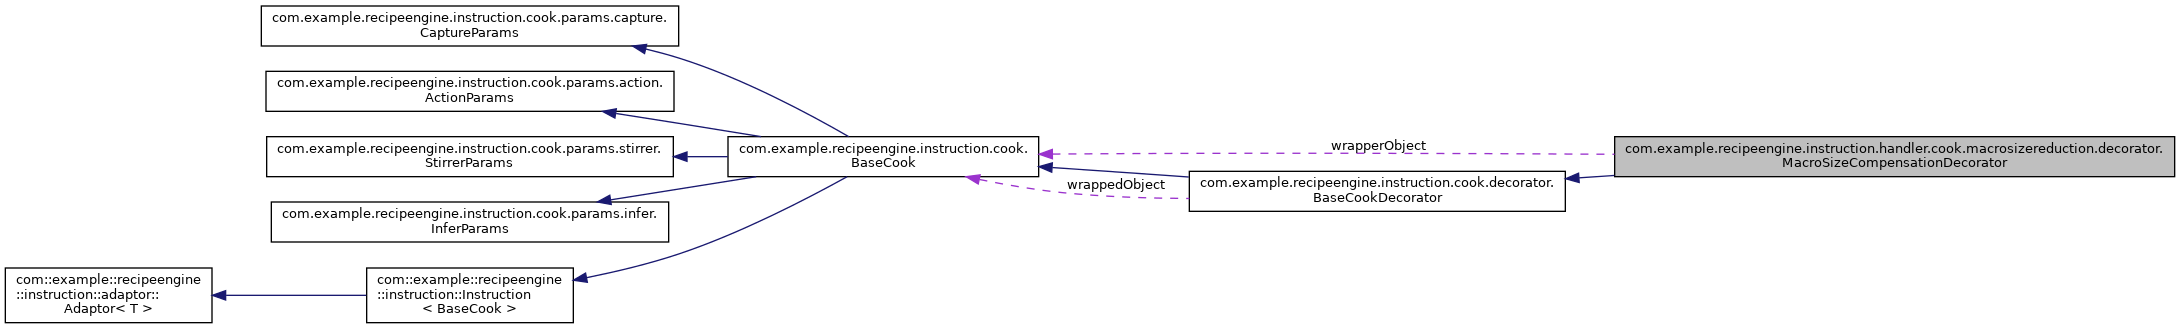 com.example.recipeengine.instruction.cook.params.capture.
CaptureParams
com.example.recipeengine.instruction.cook.params.action.
ActionParams
com.example.recipeengine.instruction.cook.params.stirrer.
StirrerParams
com.example.recipeengine.instruction.cook.params.infer.
InferParams
com::example::recipeengine
::instruction::adaptor::
Adaptor< T >
com::example::recipeengine
::instruction::Instruction
< BaseCook >
com.example.recipeengine.instruction.cook.
BaseCook
wrapperObject
wrappedObject
com.example.recipeengine.instruction.cook.decorator.
BaseCookDecorator
com.example.recipeengine.instruction.handler.cook.macrosizereduction.decorator.
MacroSizeCompensationDecorator